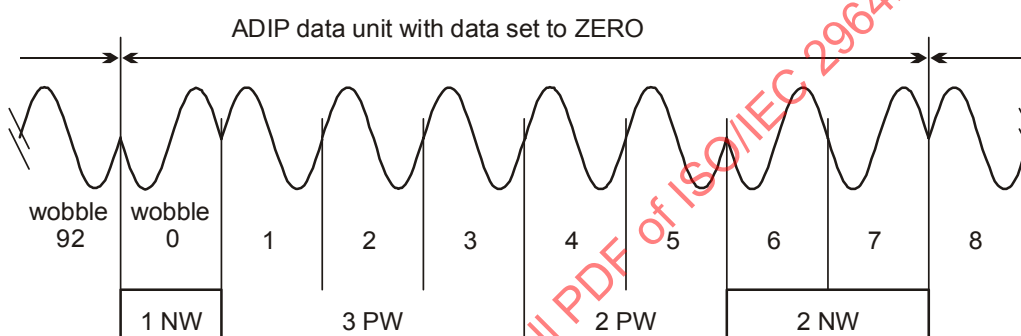 ADIP data unit with data set to ZERO
wobble 92
wobble 0
1 2 3 4 5 6 7 8
1 NW 3 PW 2 PW 2 NW
PDF of ISO/IEC